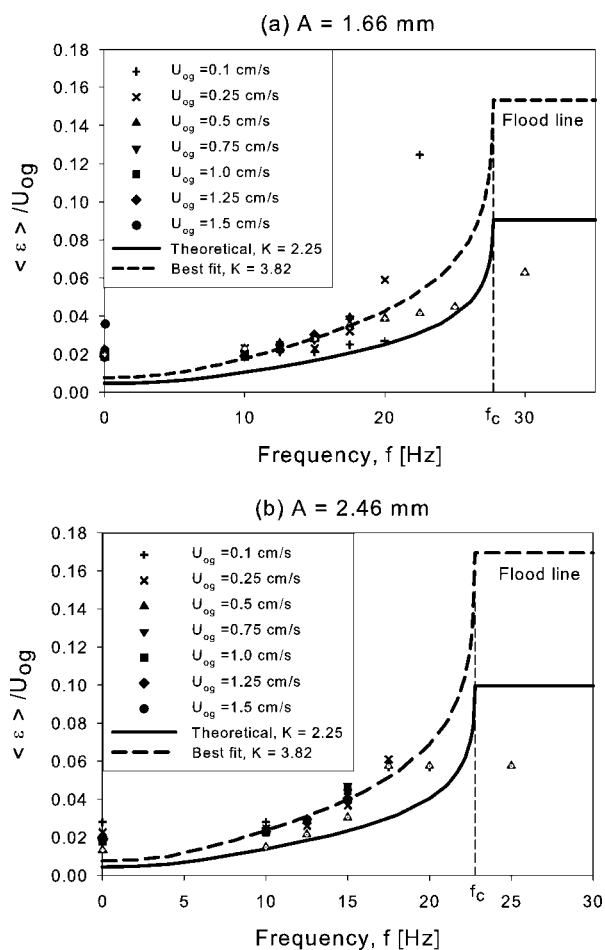 (a) A = 1.66 mm
0.18
0.16
0.14
0.12
0.10
0.08
0.06
0.04
0.02
0.00
< ε > /U_og
U_og =0.1 cm/s
U_og =0.25 cm/s
U_og =0.5 cm/s
U_og =0.75 cm/s
U_og =1.0 cm/s
U_og =1.25 cm/s
U_og =1.5 cm/s
Theoretical, K = 2.25
Best fit, K = 3.82
Flood line
0 10 20 f_c 30
Frequency, f [Hz]
(b) A = 2.46 mm
0.18
0.16
0.14
0.12
0.10
0.08
0.06
0.04
0.02
0.00
< ε > /U_og
U_og =0.1 cm/s
U_og =0.25 cm/s
U_og =0.5 cm/s
U_og =0.75 cm/s
U_og =1.0 cm/s
U_og =1.25 cm/s
U_og =1.5 cm/s
Theoretical, K = 2.25
Best fit, K = 3.82
Flood line
0 5 10 15 20 f_c 25 30
Frequency, f [Hz]